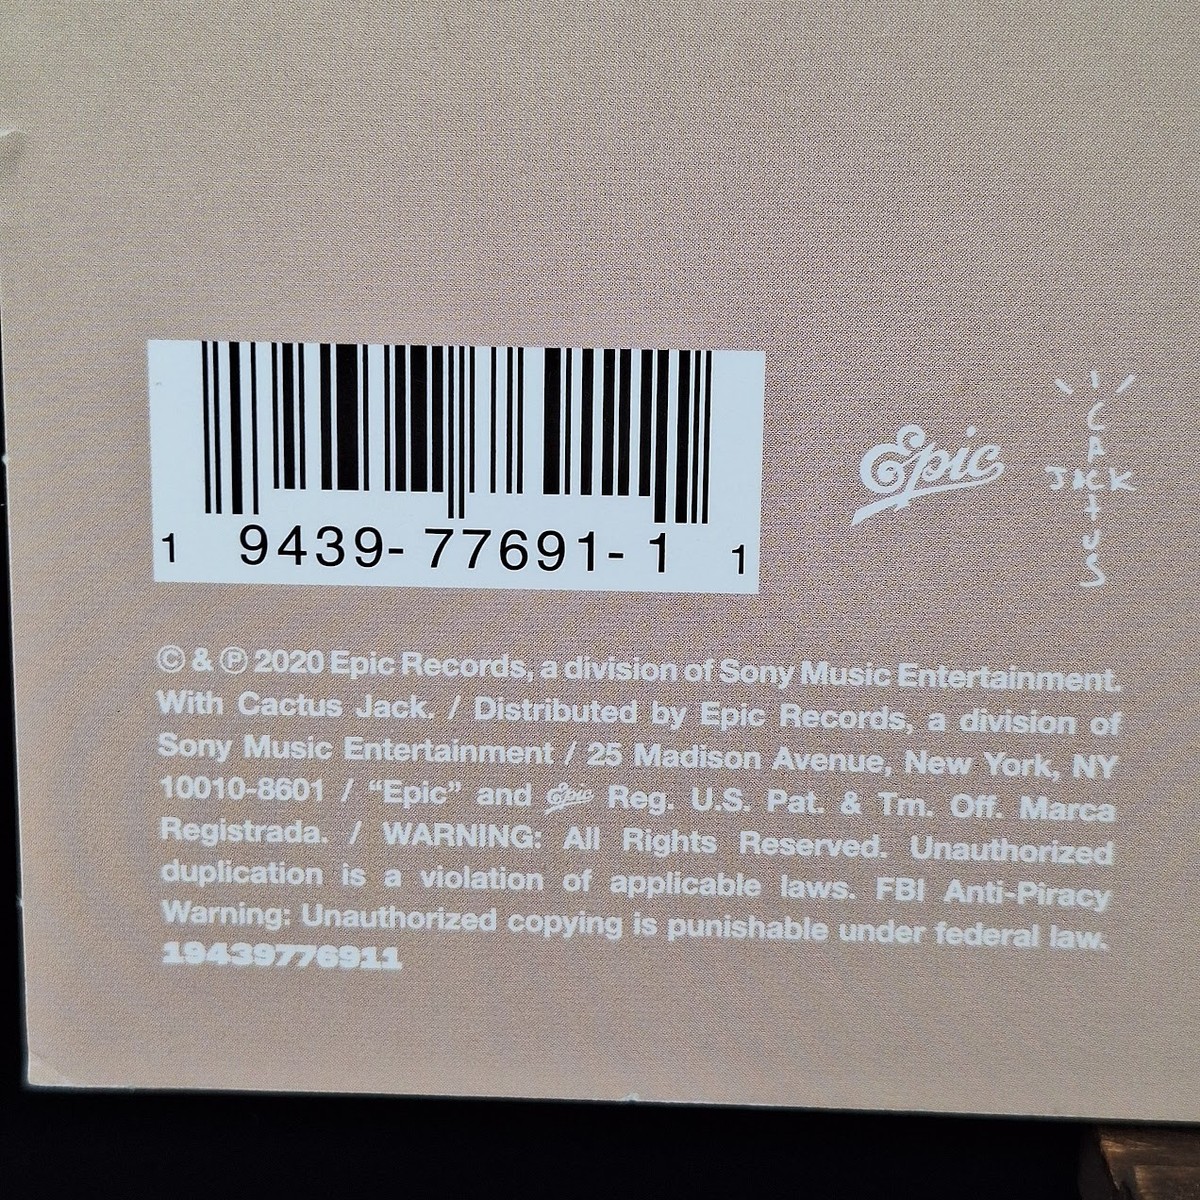 1 9439- 77691- 1 1
Epic
CACTUS
JACK
© & ℗ 2020 Epic Records, a division of Sony Music Entertainment.
With Cactus Jack. / Distributed by Epic Records, a division of
Sony Music Entertainment / 25 Madison Avenue, New York, NY
10010-8601 / “Epic” and Epic Reg. U.S. Pat. & Tm. Off. Marca
Registrada. / WARNING: All Rights Reserved. Unauthorized
duplication is a violation of applicable laws. FBI Anti-Piracy
Warning: Unauthorized copying is punishable under federal law.
19439776911